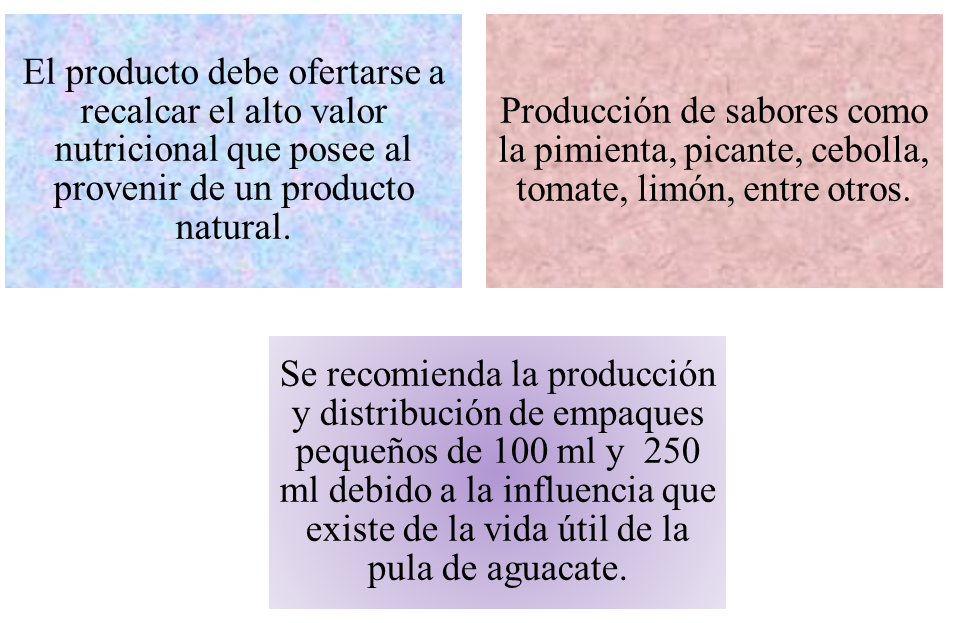 El producto debe ofertarse a
recalcar el alto valor
nutricional que posee al
provenir de un producto
natural.
Producción de sabores como
la pimienta, picante, cebolla,
tomate, limón, entre otros.
Se recomienda la producción
y distribución de empaques
pequeños de 100 ml y  250
ml debido a la influencia que
existe de la vida útil de la
pula de aguacate.